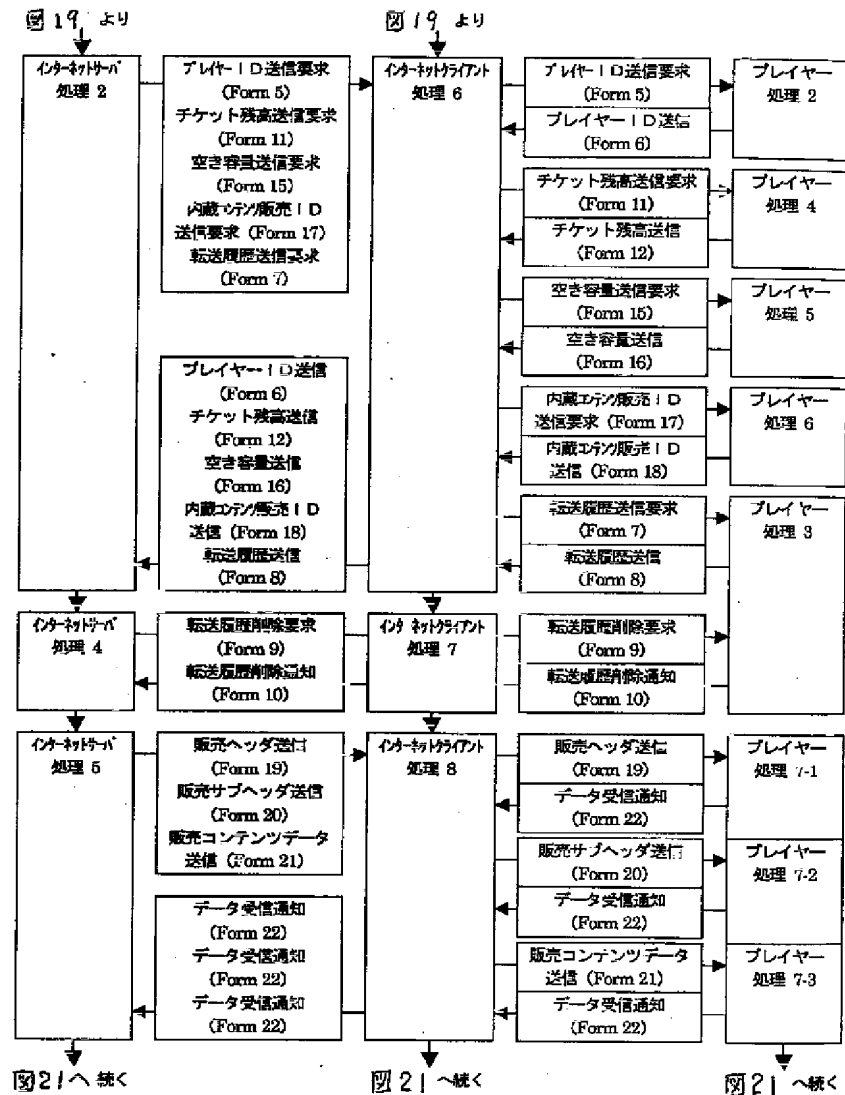 図19 より
図19 より
インターネットサーバ
処理 2
プレイヤーID送信要求
(Form 5)
チケット残高送信要求
(Form 11)
空き容量送信要求
(Form 15)
内蔵コンテンツ販売ID
送信要求 (Form 17)
転送履歴送信要求
(Form 7)
プレイヤーID送信
(Form 6)
チケット残高送信
(Form 12)
空き容量送信
(Form 16)
内蔵コンテンツ販売ID
送信 (Form 18)
転送履歴送信
(Form 8)
インターネットクライアント
処理 6
プレイヤーID送信要求
(Form 5)
プレイヤーID送信
(Form 6)
プレイヤー
処理 2
チケット残高送信要求
(Form 11)
チケット残高送信
(Form 12)
プレイヤー
処理 4
空き容量送信要求
(Form 15)
空き容量送信
(Form 16)
プレイヤー
処理 5
内蔵コンテンツ販売ID
送信要求 (Form 17)
内蔵コンテンツ販売ID
送信 (Form 18)
プレイヤー
処理 6
転送履歴送信要求
(Form 7)
転送履歴送信
(Form 8)
プレイヤー
処理 3
インターネットサーバ
処理 4
転送履歴削除要求
(Form 9)
転送履歴削除通知
(Form 10)
インターネットクライアント
処理 7
転送履歴削除要求
(Form 9)
転送履歴削除通知
(Form 10)
インターネットサーバ
処理 5
販売ヘッダ送信
(Form 19)
販売サブヘッダ送信
(Form 20)
販売コンテンツデータ
送信 (Form 21)
データ受信通知
(Form 22)
データ受信通知
(Form 22)
データ受信通知
(Form 22)
インターネットクライアント
処理 8
販売ヘッダ送信
(Form 19)
データ受信通知
(Form 22)
プレイヤー
処理 7-1
販売サブヘッダ送信
(Form 20)
データ受信通知
(Form 22)
プレイヤー
処理 7-2
販売コンテンツデータ
送信 (Form 21)
データ受信通知
(Form 22)
プレイヤー
処理 7-3
図21へ続く
図21へ続く
図21へ続く